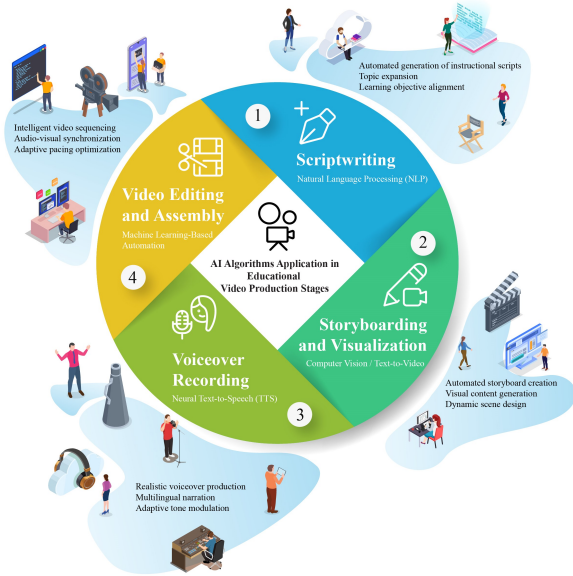 Automated generation of instructional scripts
Topic expansion
Learning objective alignment
Intelligent video sequencing
Audio-visual synchronization
Adaptive pacing optimization
1
Scriptwriting
Natural Language Processing (NLP)
Video Editing
and Assembly
Machine Learning-Based
Automation
4
AI Algorithms Application in
Educational
Video Production Stages
2
Storyboarding
and Visualization
Computer Vision / Text-to-Video
Voiceover
Recording
Neural Text-to-Speech (TTS)
3
Automated storyboard creation
Visual content generation
Dynamic scene design
Realistic voiceover production
Multilingual narration
Adaptive tone modulation